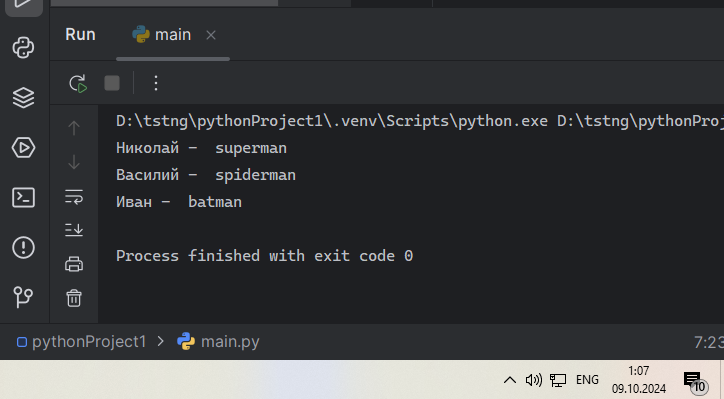 Run main
D:\tstng\pythonProject1\.venv\Scripts\python.exe D:\tstng\pythonPro
Николай –  superman
Василий –  spiderman
Иван –  batman
Process finished with exit code 0
pythonProject1 > main.py 7:23
ENG 1:07
09.10.2024 10